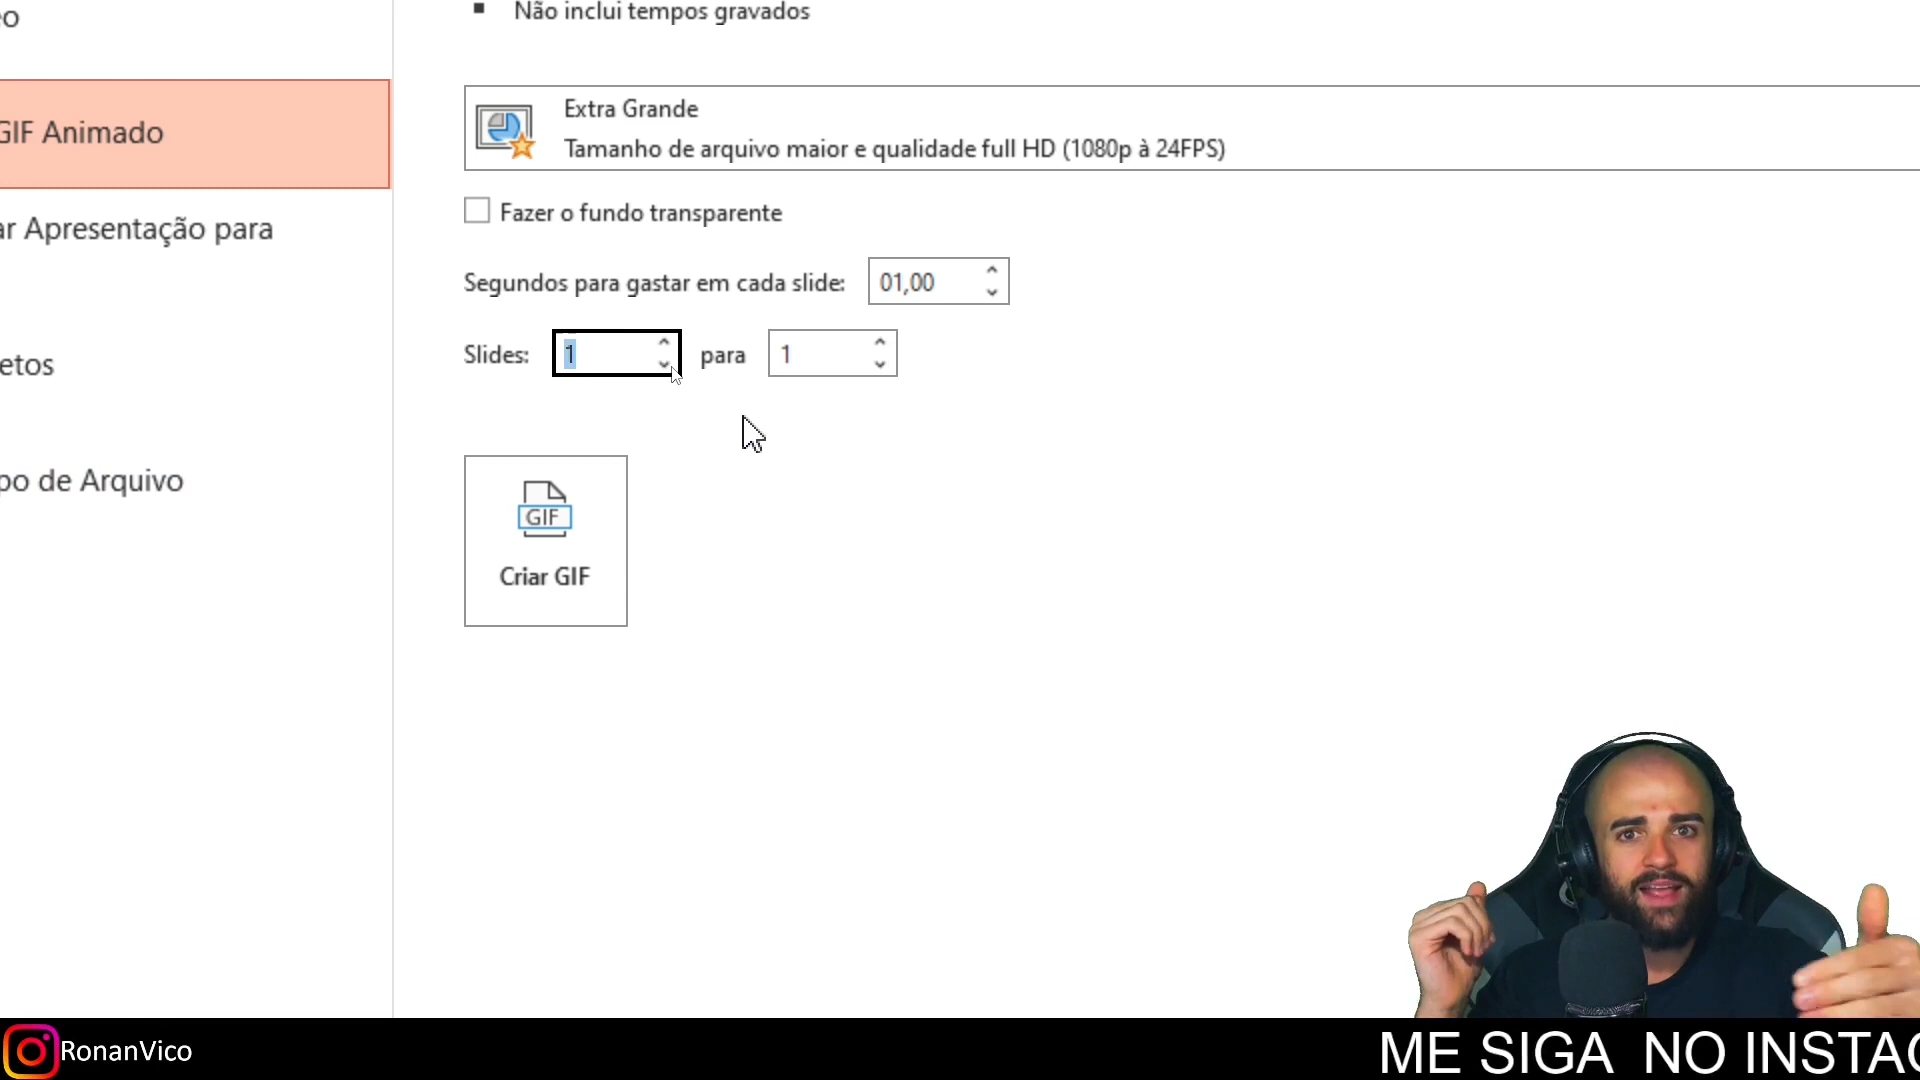 eo
Não inclui tempos gravados
GIF Animado
Extra Grande
Tamanho de arquivo maior e qualidade full HD (1080p à 24FPS)
Fazer o fundo transparente
ar Apresentação para
Segundos para gastar em cada slide: 01,00
Slides: 1 para 1
etos
po de Arquivo
GIF
Criar GIF
RonanVico
ME SIGA NO INSTAG